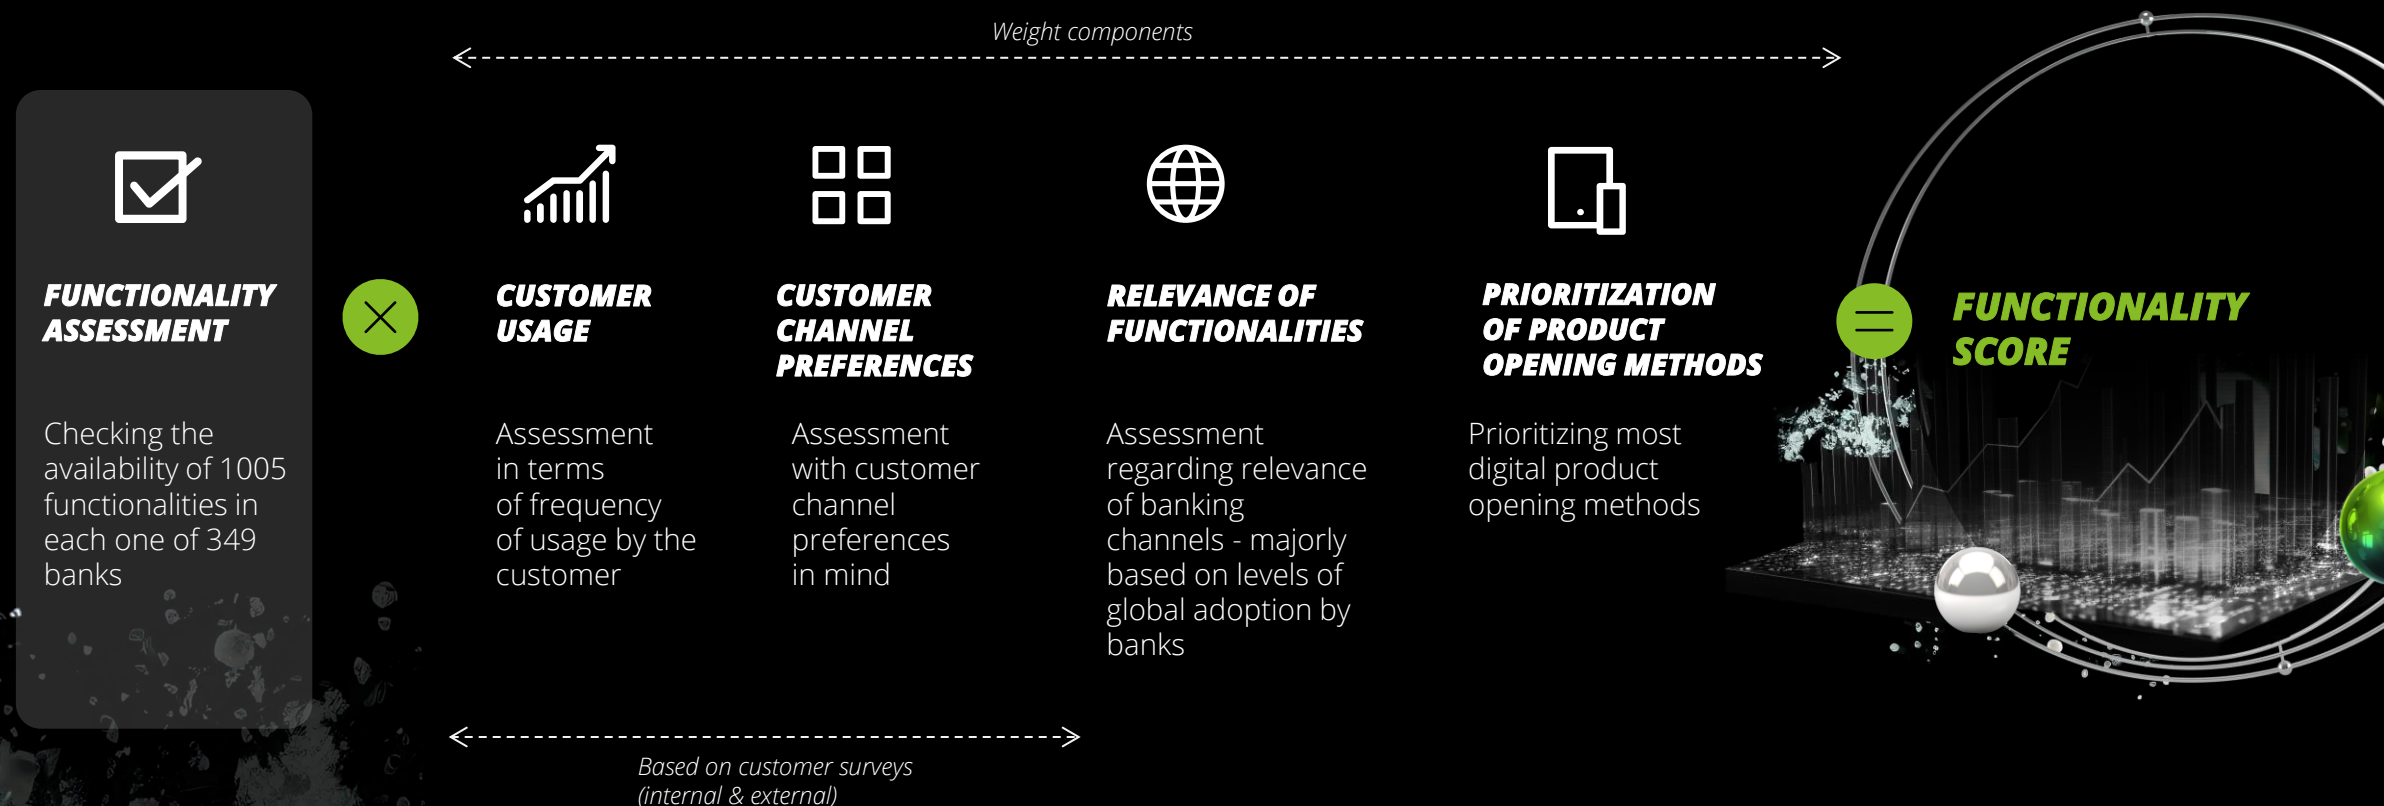 Weight components
FUNCTIONALITY
ASSESSMENT
Checking the
availability of 1005
functionalities in
each one of 349
banks
CUSTOMER
USAGE
Assessment
in terms
of frequency
of usage by the
customer
CUSTOMER
CHANNEL
PREFERENCES
Assessment
with customer
channel
preferences
in mind
RELEVANCE OF
FUNCTIONALITIES
Assessment
regarding relevance
of banking
channels - majorly
based on levels of
global adoption by
banks
PRIORITIZATION
OF PRODUCT
OPENING METHODS
Prioritizing most
digital product
opening methods
FUNCTIONALITY
SCORE
Based on customer surveys
(internal & external)